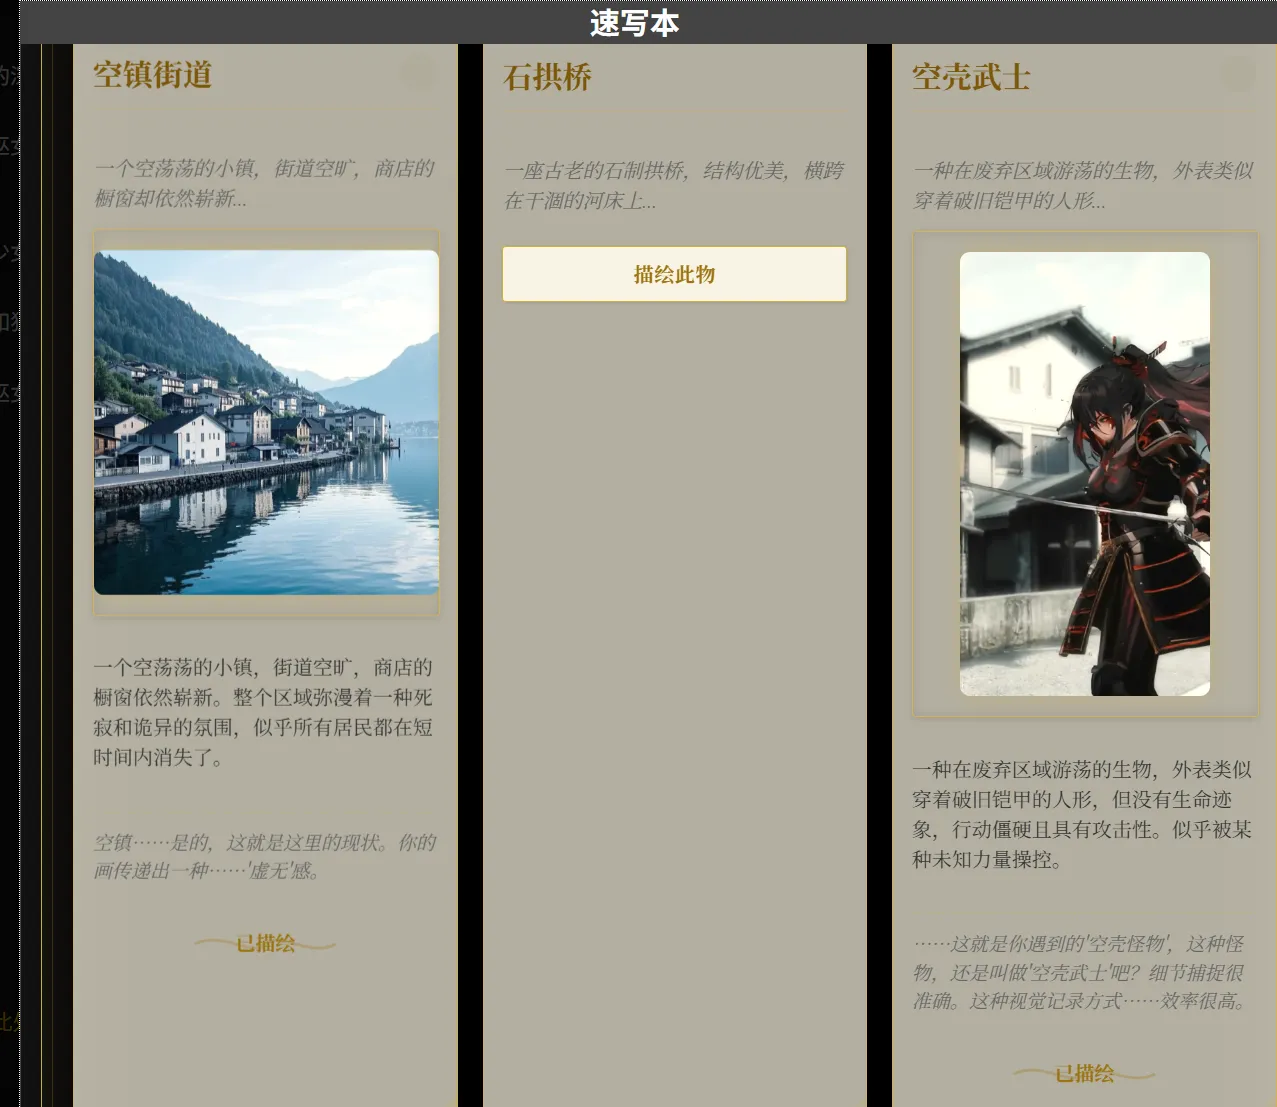 速写本
空镇街道
一个空荡荡的小镇，街道空旷，商店的
橱窗却依然崭新...
一个空荡荡的小镇，街道空旷，商店的
橱窗依然崭新。整个区域弥漫着一种死
寂和诡异的氛围，似乎所有居民都在短
时间内消失了。
空镇……是的，这就是这里的现状。你的
画传递出一种……'虚无'感。
已描绘
石拱桥
一座古老的石制拱桥，结构优美，横跨
在干涸的河床上...
描绘此物
空壳武士
一种在废弃区域游荡的生物，外表类似
穿着破旧铠甲的人形...
一种在废弃区域游荡的生物，外表类似
穿着破旧铠甲的人形，但没有生命迹
象，行动僵硬且具有攻击性。似乎被某
种未知力量操控。
……这就是你遇到的'空壳怪物'，这种怪
物，还是叫做'空壳武士'吧？细节捕捉很
准确。这种视觉记录方式……效率很高。
已描绘